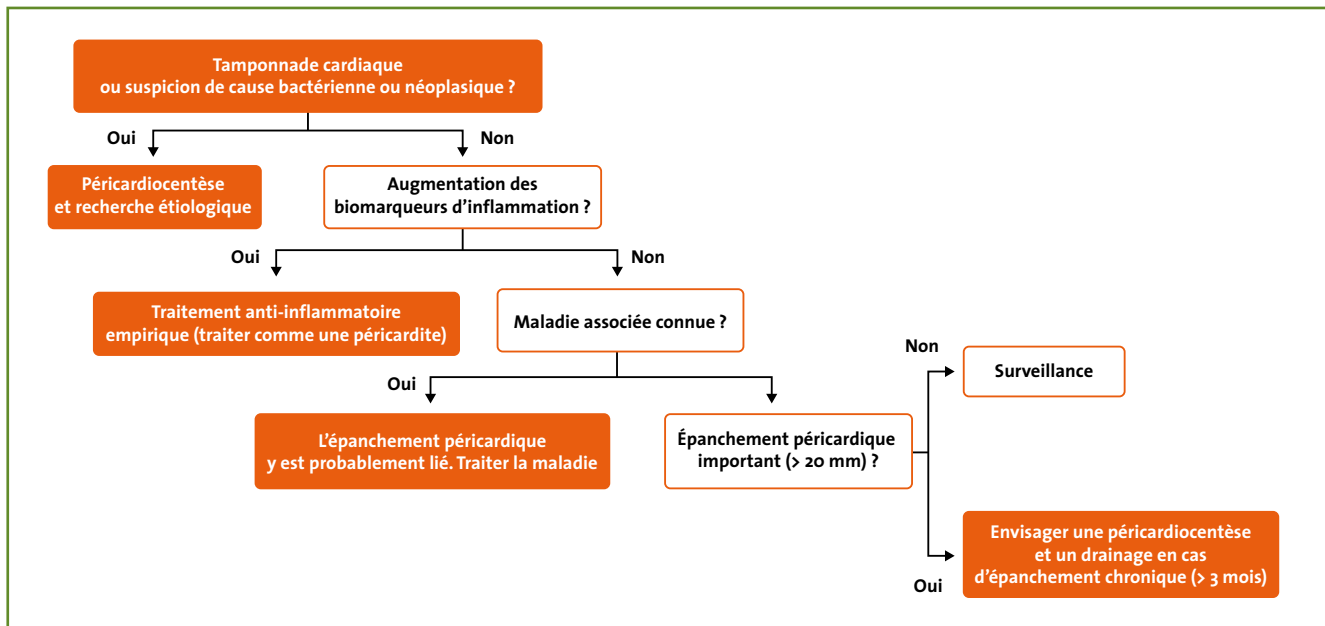 Tamponnade cardiaque
ou suspicion de cause bactérienne ou néoplasique ?
Oui
Non
Péricardiocentèse
et recherche étiologique
Augmentation des
biomarqueurs d'inflammation ?
Oui
Non
Traitement anti-inflammatoire
empirique (traiter comme une péricardite)
Maladie associée connue ?
Oui
L'épanchement péricardique
y est probablement lié. Traiter la maladie
Épanchement péricardique
important (> 20 mm) ?
Non
Surveillance
Oui
Envisager une péricardiocentèse
et un drainage en cas
d'épanchement chronique (> 3 mois)